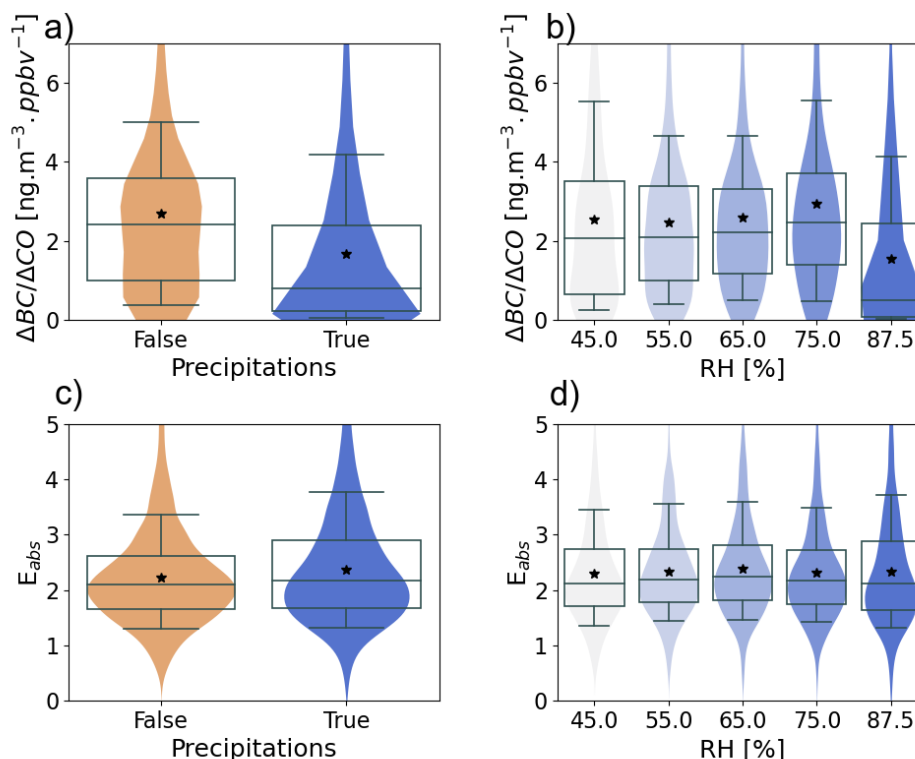 a)
ΔBC/ΔCO [ng.m⁻³.ppbv⁻¹]
6
4
2
0
False True
Precipitations
b)
ΔBC/ΔCO [ng.m⁻³.ppbv⁻¹]
6
4
2
0
45.0 55.0 65.0 75.0 87.5
RH [%]
c)
E_abs
5
4
3
2
1
0
False True
Precipitations
d)
E_abs
5
4
3
2
1
0
45.0 55.0 65.0 75.0 87.5
RH [%]